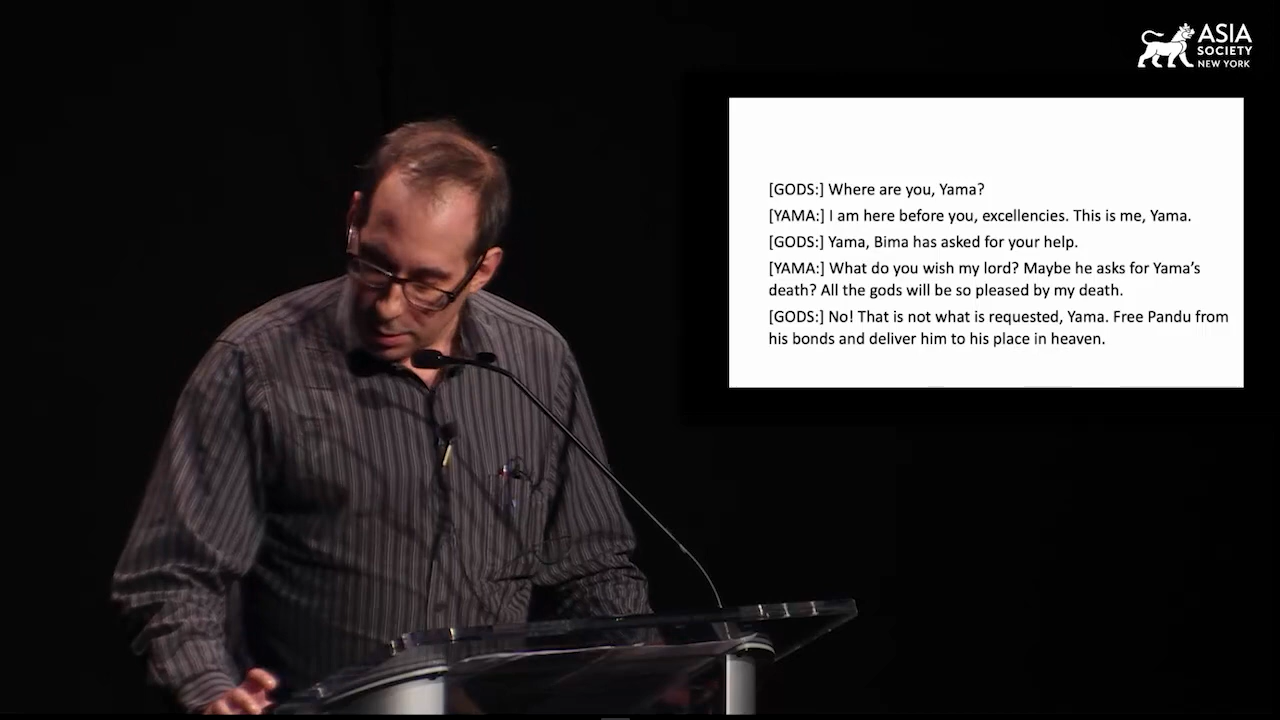 ASIA
SOCIETY
NEW YORK
[GODS:] Where are you, Yama?
[YAMA:] I am here before you, excellencies. This is me, Yama.
[GODS:] Yama, Bima has asked for your help.
[YAMA:] What do you wish my lord? Maybe he asks for Yama’s
death? All the gods will be so pleased by my death.
[GODS:] No! That is not what is requested, Yama. Free Pandu from
his bonds and deliver him to his place in heaven.